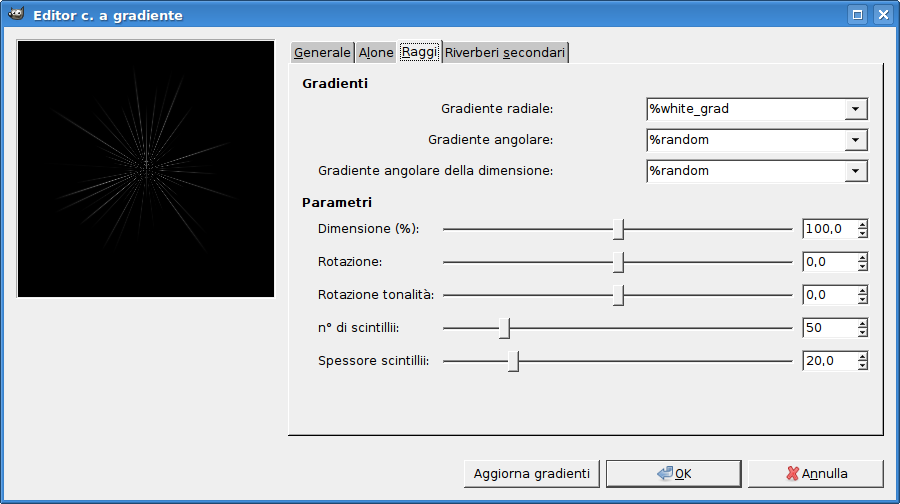 Editor c. a gradiente
Generale Alone Raggi Riverberi secondari
Gradienti
Gradiente radiale: %white_grad
Gradiente angolare: %random
Gradiente angolare della dimensione: %random
Parametri
Dimensione (%): 100,0
Rotazione: 0,0
Rotazione tonalità: 0,0
n° di scintillii: 50
Spessore scintillii: 20,0
Aggiorna gradienti OK Annulla